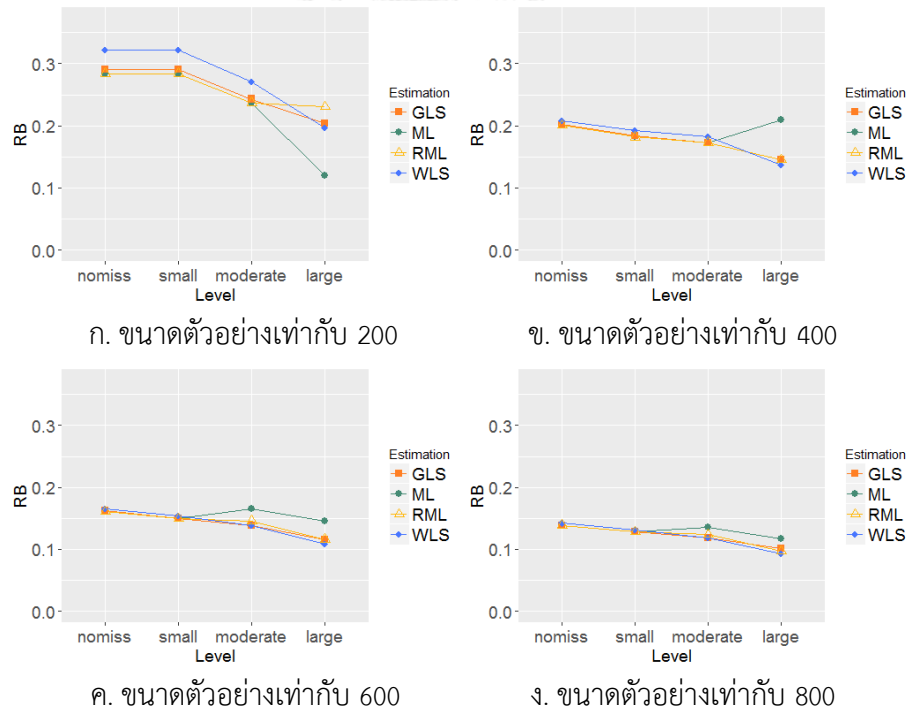 0.3
0.2
0.1
0.0
RB
nomiss small moderate large
Level
Estimation
GLS
ML
RML
WLS
ก. ขนาดตัวอย่างเท่ากับ 200
0.3
0.2
0.1
0.0
RB
nomiss small moderate large
Level
Estimation
GLS
ML
RML
WLS
ข. ขนาดตัวอย่างเท่ากับ 400
0.3
0.2
0.1
0.0
RB
nomiss small moderate large
Level
Estimation
GLS
ML
RML
WLS
ค. ขนาดตัวอย่างเท่ากับ 600
0.3
0.2
0.1
0.0
RB
nomiss small moderate large
Level
Estimation
GLS
ML
RML
WLS
ง. ขนาดตัวอย่างเท่ากับ 800